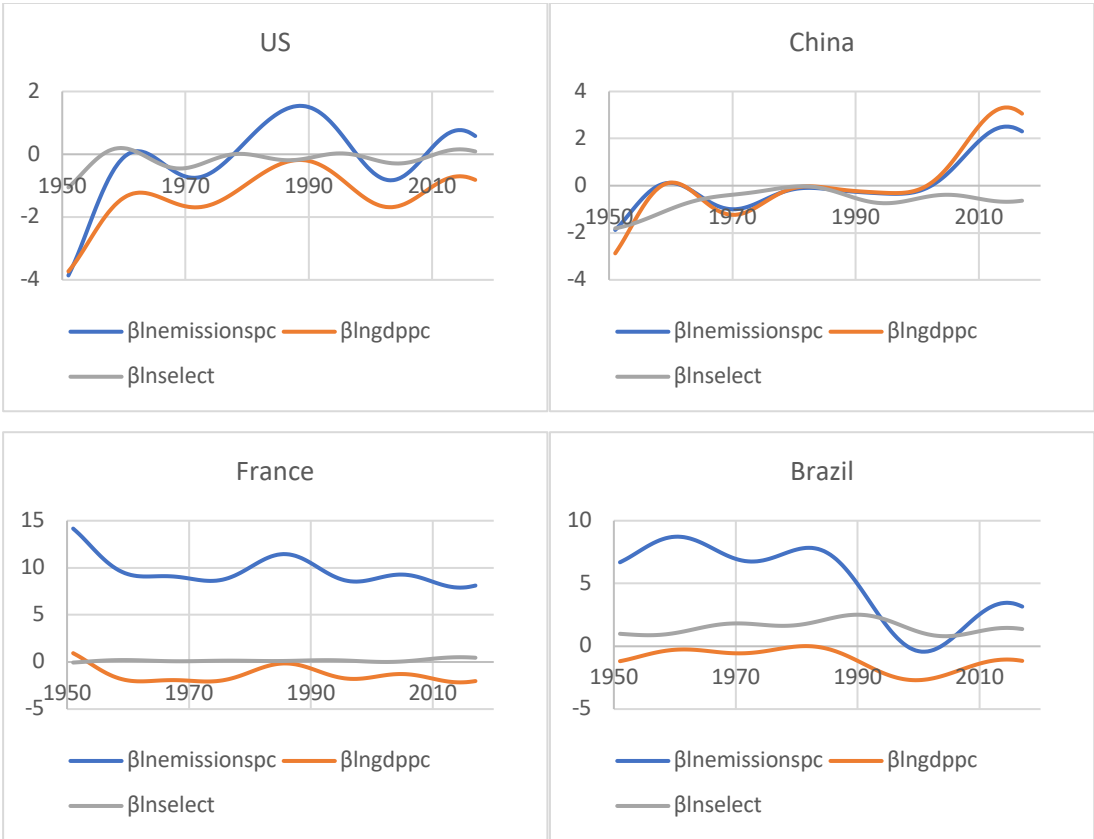 US
2
0
-2
-4
1950 1970 1990 2010
βlnemissionspc βlngdppc
βlnselect
China
4
2
0
-2
-4
1950 1970 1990 2010
βlnemissionspc βlngdppc
βlnselect
France
15
10
5
0
-5
1950 1970 1990 2010
βlnemissionspc βlngdppc
βlnselect
Brazil
10
5
0
-5
1950 1970 1990 2010
βlnemissionspc βlngdppc
βlnselect